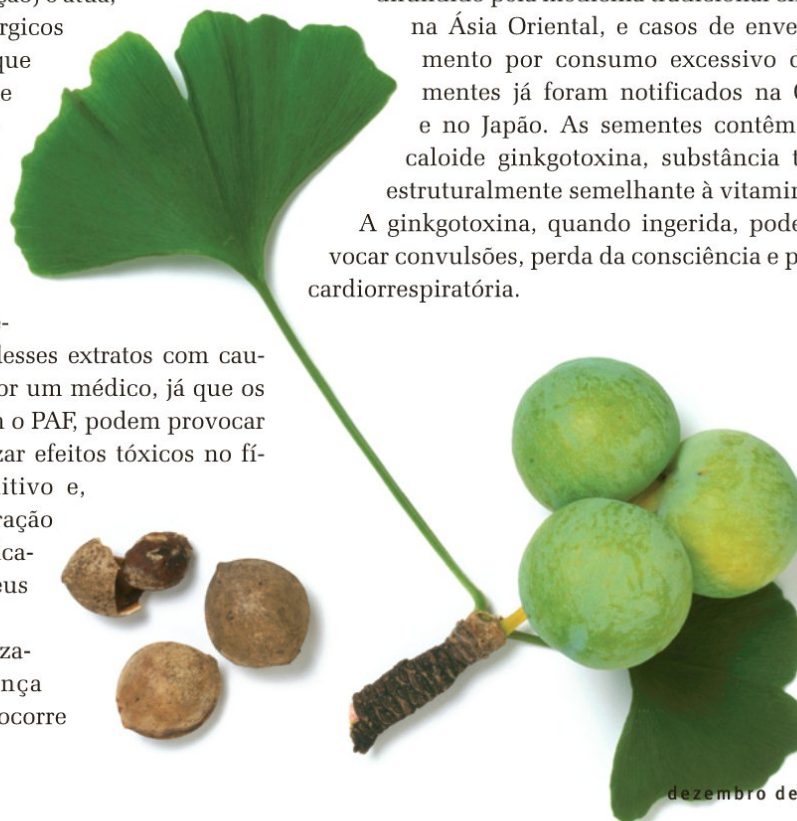 rgicos
que
e
lesses extratos com cau-
or um médico, já que os
o PAF, podem provocar
zar efeitos tóxicos no fí-
itivo e,
ração
ca-
eus
za-
nça
ocorre
na Ásia Oriental, e casos de enve
mento por consumo excessivo d
mentes já foram notificados na
e no Japão. As sementes contêm
caloide ginkgotoxina, substância t
estruturalmente semelhante à vitami
A ginkgotoxina, quando ingerida, pode
vocar convulsões, perda da consciência e p
cardiorrespiratória.
dezembro de